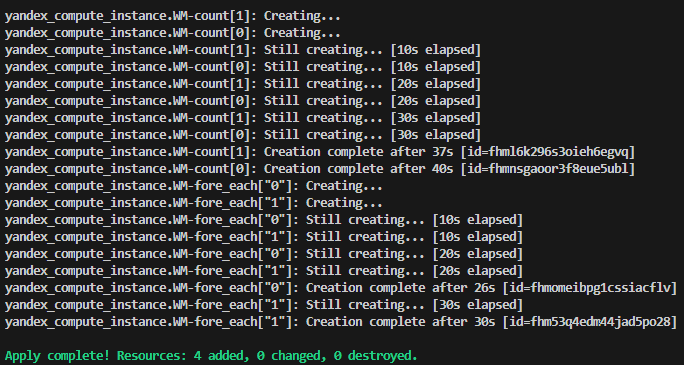 yandex_compute_instance.WM-count[1]: Creating...
yandex_compute_instance.WM-count[0]: Creating...
yandex_compute_instance.WM-count[1]: Still creating... [10s elapsed]
yandex_compute_instance.WM-count[0]: Still creating... [10s elapsed]
yandex_compute_instance.WM-count[1]: Still creating... [20s elapsed]
yandex_compute_instance.WM-count[0]: Still creating... [20s elapsed]
yandex_compute_instance.WM-count[1]: Still creating... [30s elapsed]
yandex_compute_instance.WM-count[0]: Still creating... [30s elapsed]
yandex_compute_instance.WM-count[1]: Creation complete after 37s [id=fhml6k296s3oieh6egvq]
yandex_compute_instance.WM-count[0]: Creation complete after 40s [id=fhmnsgaoor3f8eue5ubl]
yandex_compute_instance.WM-fore_each["0"]: Creating...
yandex_compute_instance.WM-fore_each["1"]: Creating...
yandex_compute_instance.WM-fore_each["0"]: Still creating... [10s elapsed]
yandex_compute_instance.WM-fore_each["1"]: Still creating... [10s elapsed]
yandex_compute_instance.WM-fore_each["0"]: Still creating... [20s elapsed]
yandex_compute_instance.WM-fore_each["1"]: Still creating... [20s elapsed]
yandex_compute_instance.WM-fore_each["0"]: Creation complete after 26s [id=fhmomeibpg1cssiacflv]
yandex_compute_instance.WM-fore_each["1"]: Still creating... [30s elapsed]
yandex_compute_instance.WM-fore_each["1"]: Creation complete after 30s [id=fhm53q4edm44jad5po28]
Apply complete! Resources: 4 added, 0 changed, 0 destroyed.